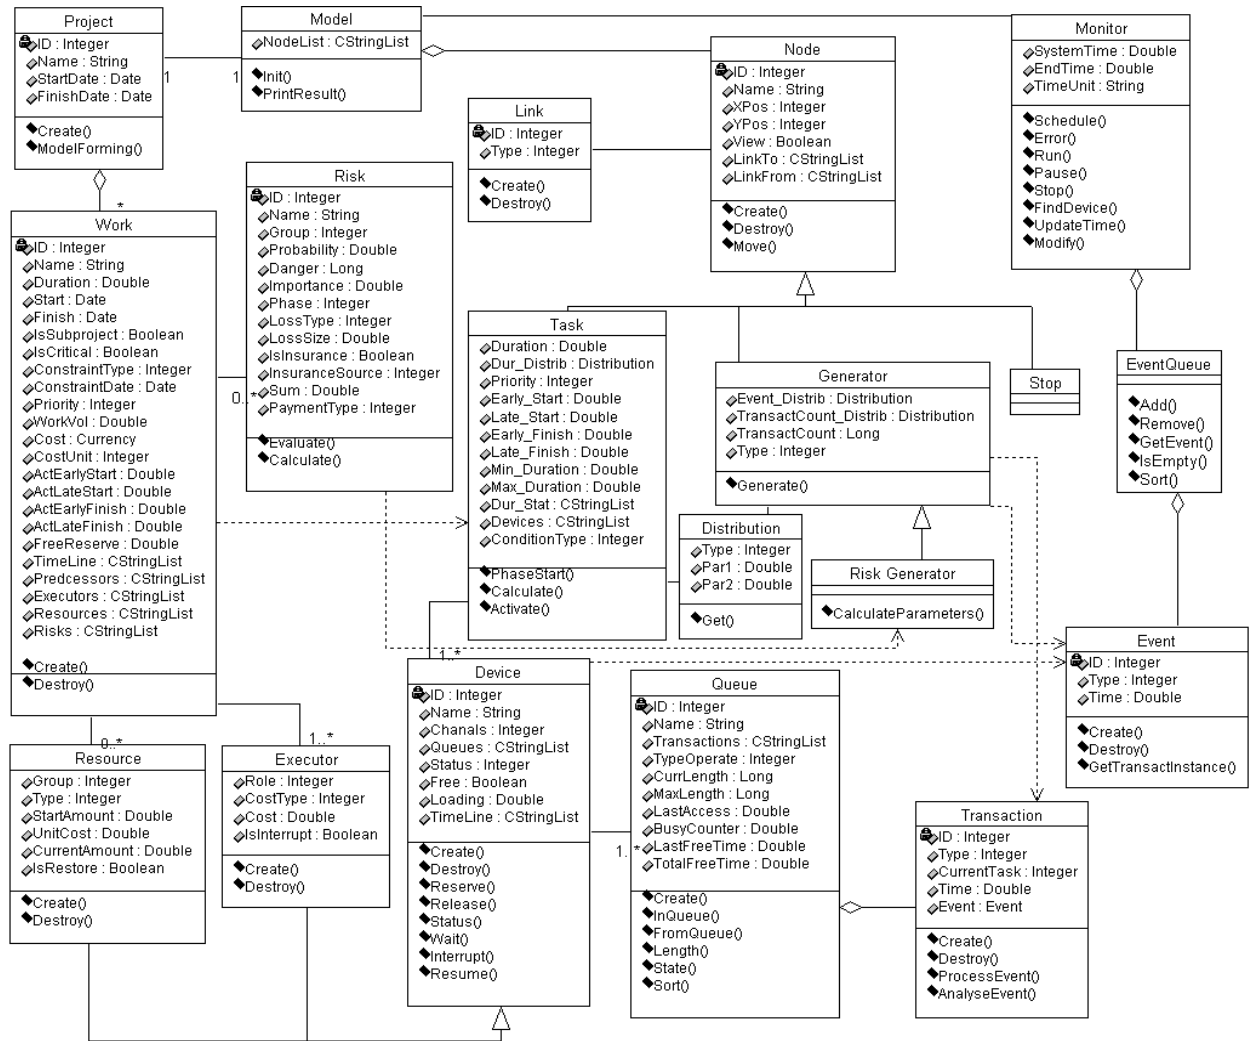 Project
ID : Integer
Name : String
StartDate : Date
FinishDate : Date
Create()
ModelForming()
1
1
*
Model
NodeList : CStringList
Init()
PrintResult()
Node
ID : Integer
Name : String
XPos : Integer
YPos : Integer
View : Boolean
LinkTo : CStringList
LinkFrom : CStringList
Create()
Destroy()
Move()
Monitor
SystemTime : Double
EndTime : Double
TimeUnit : String
Schedule()
Error()
Run()
Pause()
Stop()
FindDevice()
UpdateTime()
Modify()
Link
ID : Integer
Type : Integer
Create()
Destroy()
Risk
ID : Integer
Name : String
Group : Integer
Probability : Double
Danger : Long
Importance : Double
Phase : Integer
LossType : Integer
LossSize : Double
IsInsurance : Boolean
InsuranceSource : Integer
Sum : Double
PaymentType : Integer
Evaluate()
Calculate()
0..*
Work
ID : Integer
Name : String
Duration : Double
Start : Date
Finish : Date
IsSubproject : Boolean
IsCritical : Boolean
ConstraintType : Integer
ConstraintDate : Date
Priority : Integer
WorkVol : Double
Cost : Currency
CostUnit : Integer
ActEarlyStart : Double
ActLateStart : Double
ActEarlyFinish : Double
ActLateFinish : Double
FreeReserve : Double
TimeLine : CStringList
Predcessors : CStringList
Executors : CStringList
Resources : CStringList
Risks : CStringList
Create()
Destroy()
Task
Duration : Double
Dur_Distrib : Distribution
Priority : Integer
Early_Start : Double
Late_Start : Double
Early_Finish : Double
Late_Finish : Double
Min_Duration : Double
Max_Duration : Double
Dur_Stat : CStringList
Devices : CStringList
ConditionType : Integer
PhaseStart()
Calculate()
Activate()
Generator
Event_Distrib : Distribution
TransactCount_Distrib : Distribution
TransactCount : Long
Type : Integer
Generate()
Stop
EventQueue
Add()
Remove()
GetEvent()
IsEmpty()
Sort()
Distribution
Type : Integer
Par1 : Double
Par2 : Double
Get()
Risk Generator
CalculateParameters()
Event
ID : Integer
Type : Integer
Time : Double
Create()
Destroy()
GetTransactInstance()
1..*
Device
ID : Integer
Name : String
Chanals : Integer
Queues : CStringList
Status : Integer
Free : Boolean
Loading : Double
TimeLine : CStringList
Create()
Destroy()
Reserve()
Release()
Status()
Wait()
Interrupt()
Resume()
Queue
ID : Integer
Name : String
Transactions : CStringList
TypeOperate : Integer
CurrLength : Long
MaxLength : Long
LastAccess : Double
BusyCounter : Double
LastFreeTime : Double
TotalFreeTime : Double
Create()
InQueue()
FromQueue()
Length()
State()
Sort()
1..*
0..*
Resource
Group : Integer
Type : Integer
StartAmount : Double
UnitCost : Double
CurrentAmount : Double
IsRestore : Boolean
Create()
Destroy()
1..*
Executor
Role : Integer
CostType : Integer
Cost : Double
IsInterrupt : Boolean
Create()
Destroy()
Transaction
ID : Integer
Type : Integer
CurrentTask : Integer
Time : Double
Event : Event
Create()
Destroy()
ProcessEvent()
AnalyseEvent()